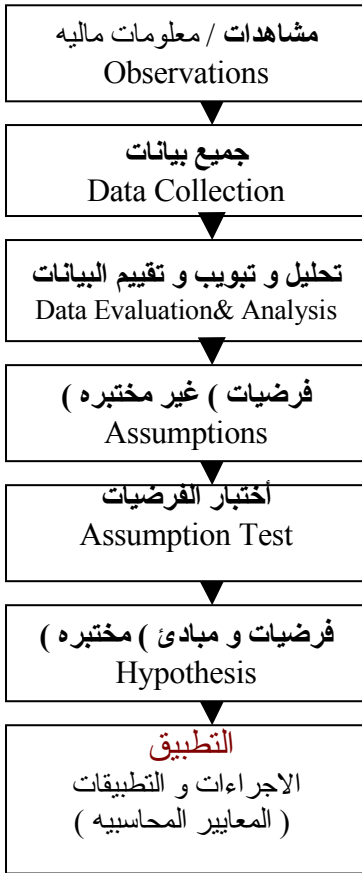 مشاهدات / معلومات ماليه
Observations
جميع بيانات
Data Collection
تحليل و تبويب و تقييم البيانات
Data Evaluation& Analysis
فرضيات ) غير مختبره )
Assumptions
أختبار الفرضيات
Assumption Test
فرضيات و مبادئ ) مختبره )
Hypothesis
التطبيق
الاجراءات و التطبيقات
( المعايير المحاسبيه )